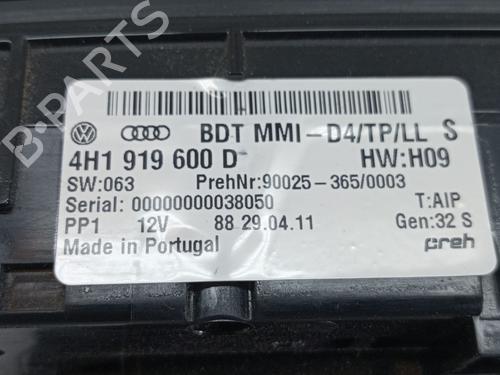 B-PARTS
BDT MMI-D4/TP/LL S
4H1 919 600 D HW:H09
SW:063 PrehNr:90025-365/0003
Serial: 00000000038050 T:AIP
PP1 12V 88 29.04.11 Gen:32 S
Made in Portugal preh